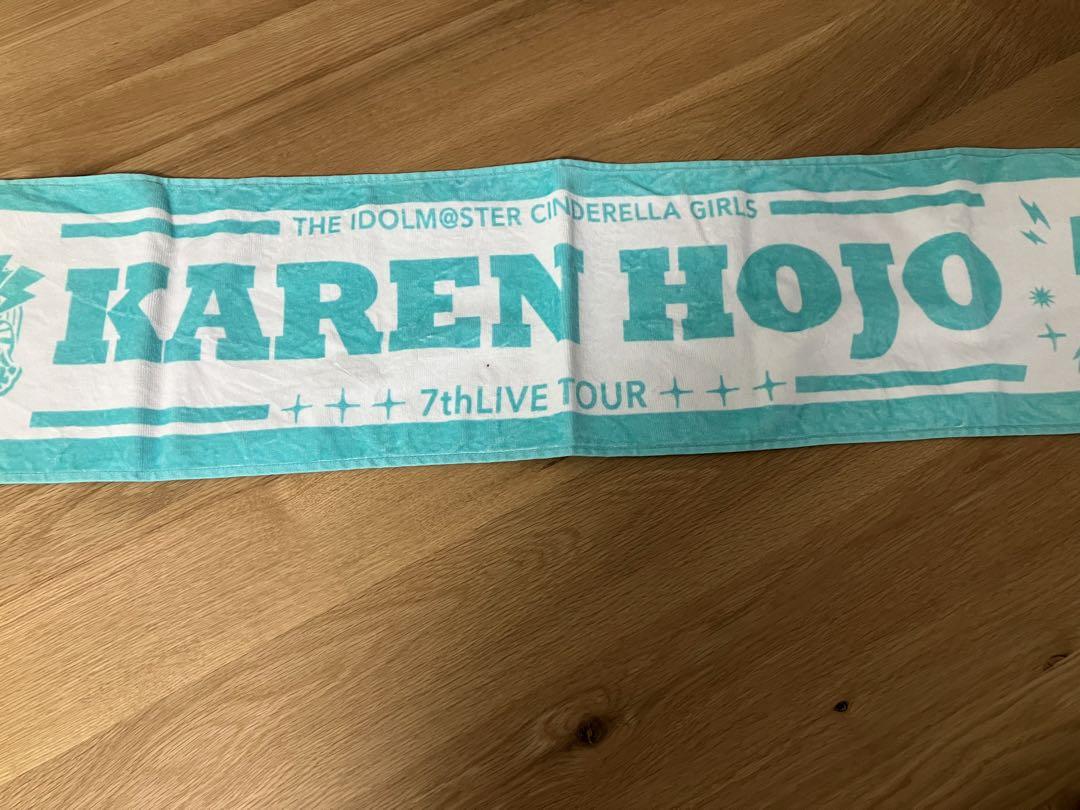 THE IDOLM@STER CINDERELLA GIRLS
KAREN HOJO
7thLIVE TOUR